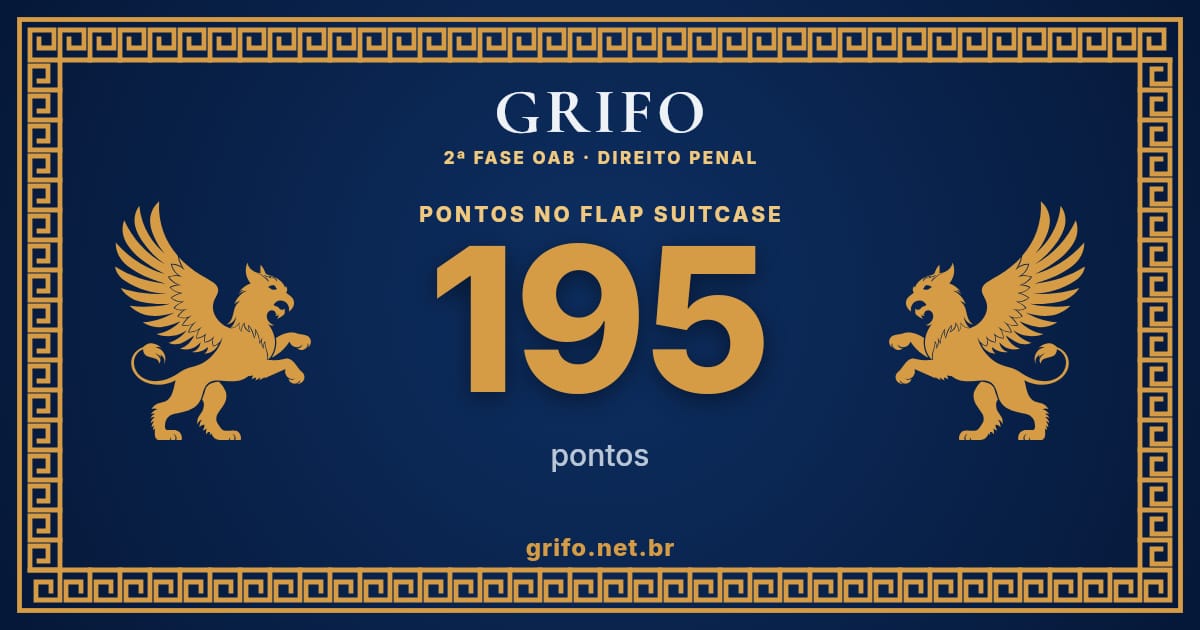 GRIFO
2ª FASE OAB · DIREITO PENAL
PONTOS NO FLAP SUITCASE
195
pontos
grifo.net.br